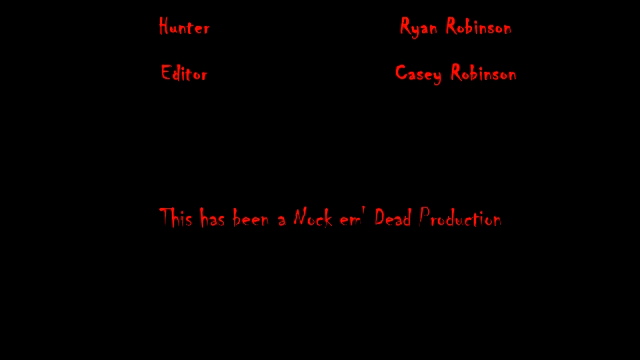 Hunter Ryan Robinson
Editor Casey Robinson
This has been a Nock em' Dead Production